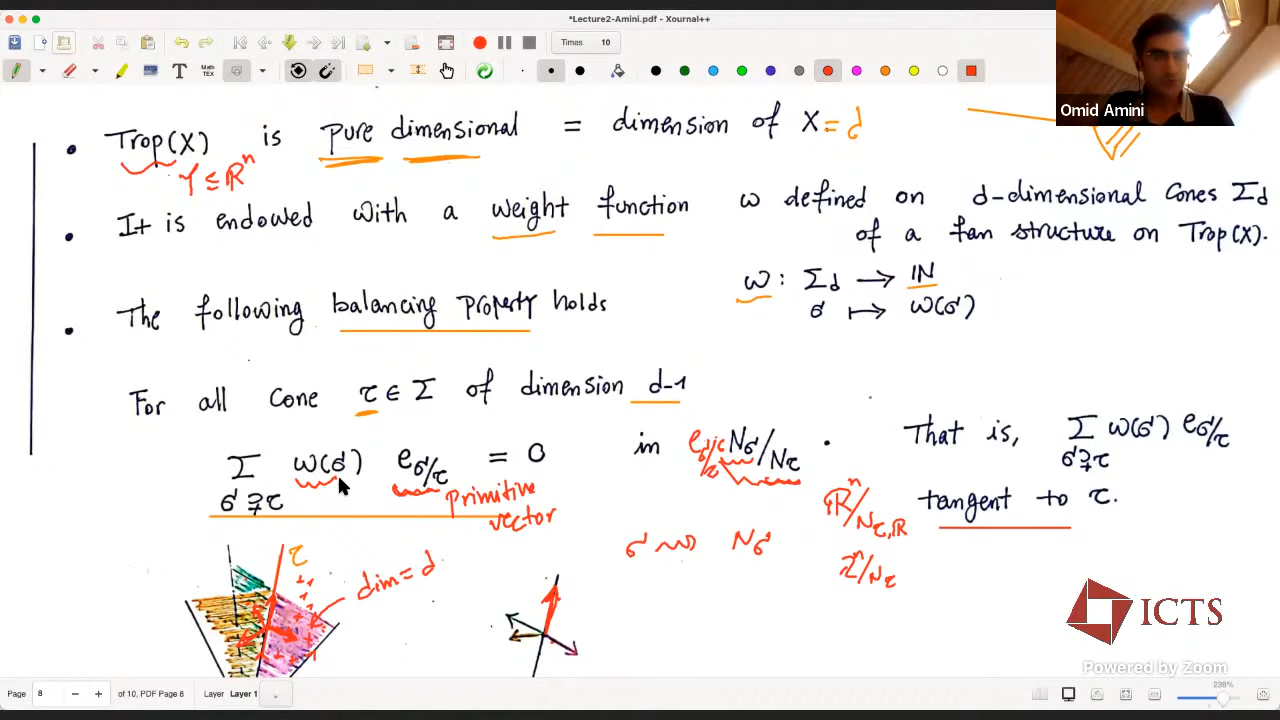 *Lecture2-Amini.pdf - Xournal++
Times 10
Omid Amini
• Trop(X) is pure dimensional = dimension of X = d
Y ⊆ ℝⁿ
• It is endowed with a weight function ω defined on d-dimensional Cones Σd
of a fan structure on Trop(X).
ω : Σd → ℕ
σ ↦ ω(σ)
• The following balancing property holds
For all cone τ ∈ Σ of dimension d-1
Σ ω(σ) e_σ/τ = 0 in N_σ/N_τ . That is, Σ ω(σ) e_σ/τ
σ ⊋ τ
σ ⊋ τ
tangent to τ.
primitive
vector
ℝⁿ/N_τ,ℝ
σ ⇝ N_σ
ℤⁿ/N_τ
τ
dim = d
ICTS
Powered by Zoom
Page 8 of 10, PDF Page 8 Layer Layer 1
236%